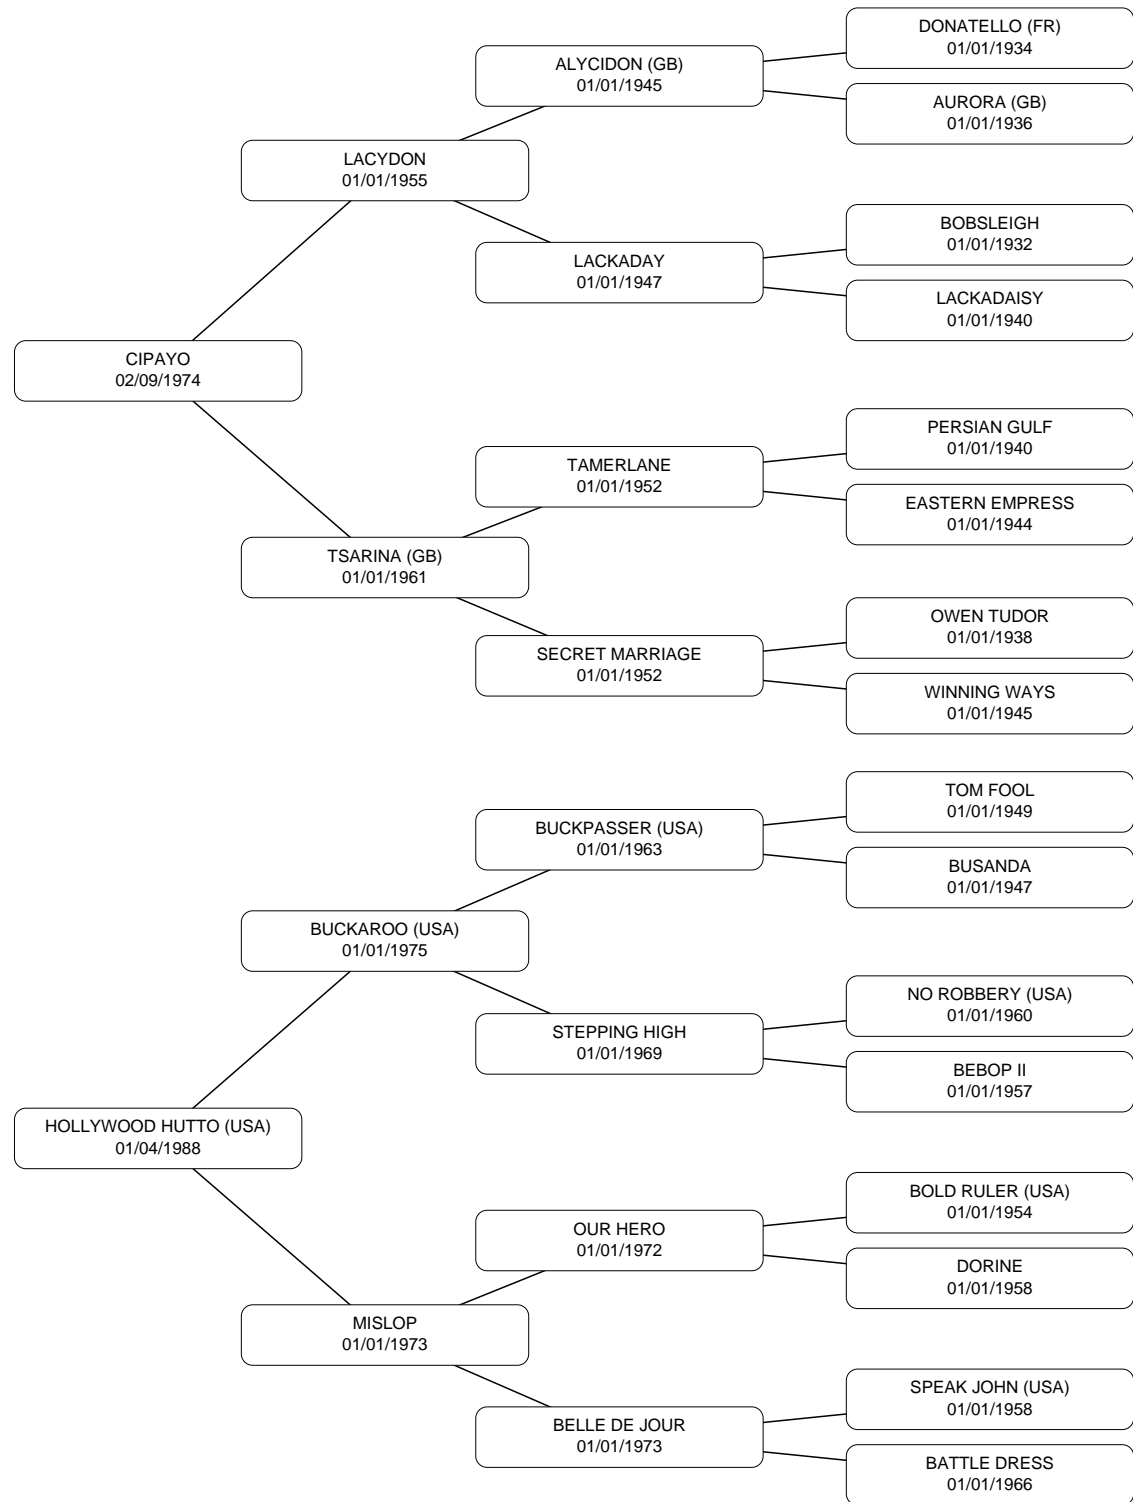 DONATELLO (FR)
01/01/1934
ALYCIDON (GB)
01/01/1945
AURORA (GB)
01/01/1936
LACYDON
01/01/1955
BOBSLEIGH
01/01/1932
LACKADAY
01/01/1947
LACKADAISY
01/01/1940
CIPAYO
02/09/1974
PERSIAN GULF
01/01/1940
TAMERLANE
01/01/1952
EASTERN EMPRESS
01/01/1944
TSARINA (GB)
01/01/1961
OWEN TUDOR
01/01/1938
SECRET MARRIAGE
01/01/1952
WINNING WAYS
01/01/1945
TOM FOOL
01/01/1949
BUCKPASSER (USA)
01/01/1963
BUSANDA
01/01/1947
BUCKAROO (USA)
01/01/1975
NO ROBBERY (USA)
01/01/1960
STEPPING HIGH
01/01/1969
BEBOP II
01/01/1957
HOLLYWOOD HUTTO (USA)
01/04/1988
BOLD RULER (USA)
01/01/1954
OUR HERO
01/01/1972
DORINE
01/01/1958
MISLOP
01/01/1973
SPEAK JOHN (USA)
01/01/1958
BELLE DE JOUR
01/01/1973
BATTLE DRESS
01/01/1966